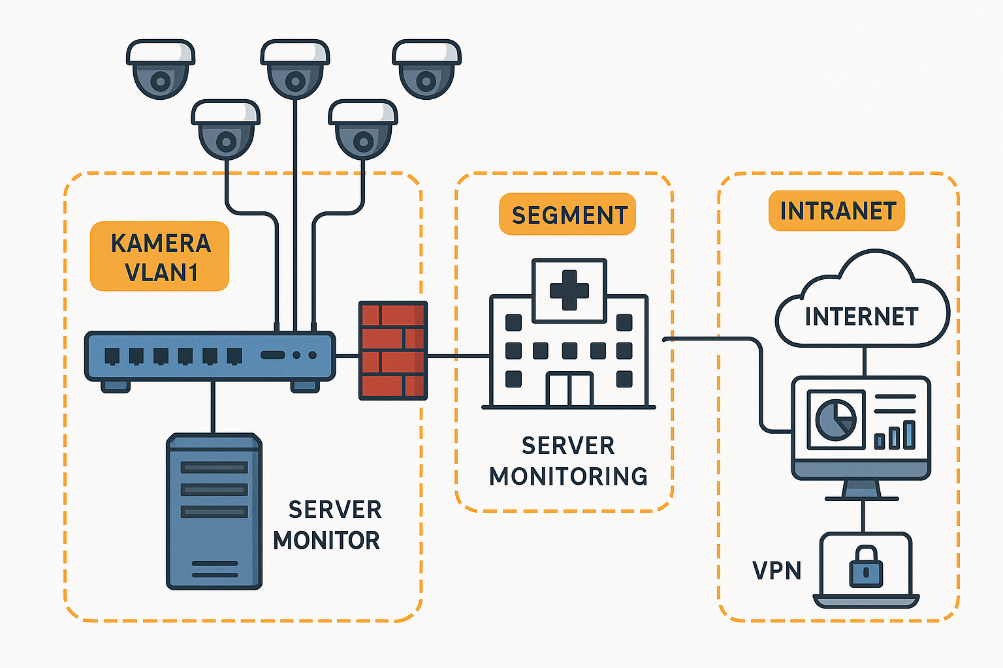 KAMERA
VLAN1
SEGMENT
INTRANET
INTERNET
SERVER
MONITORING
SERVER
MONITOR
VPN